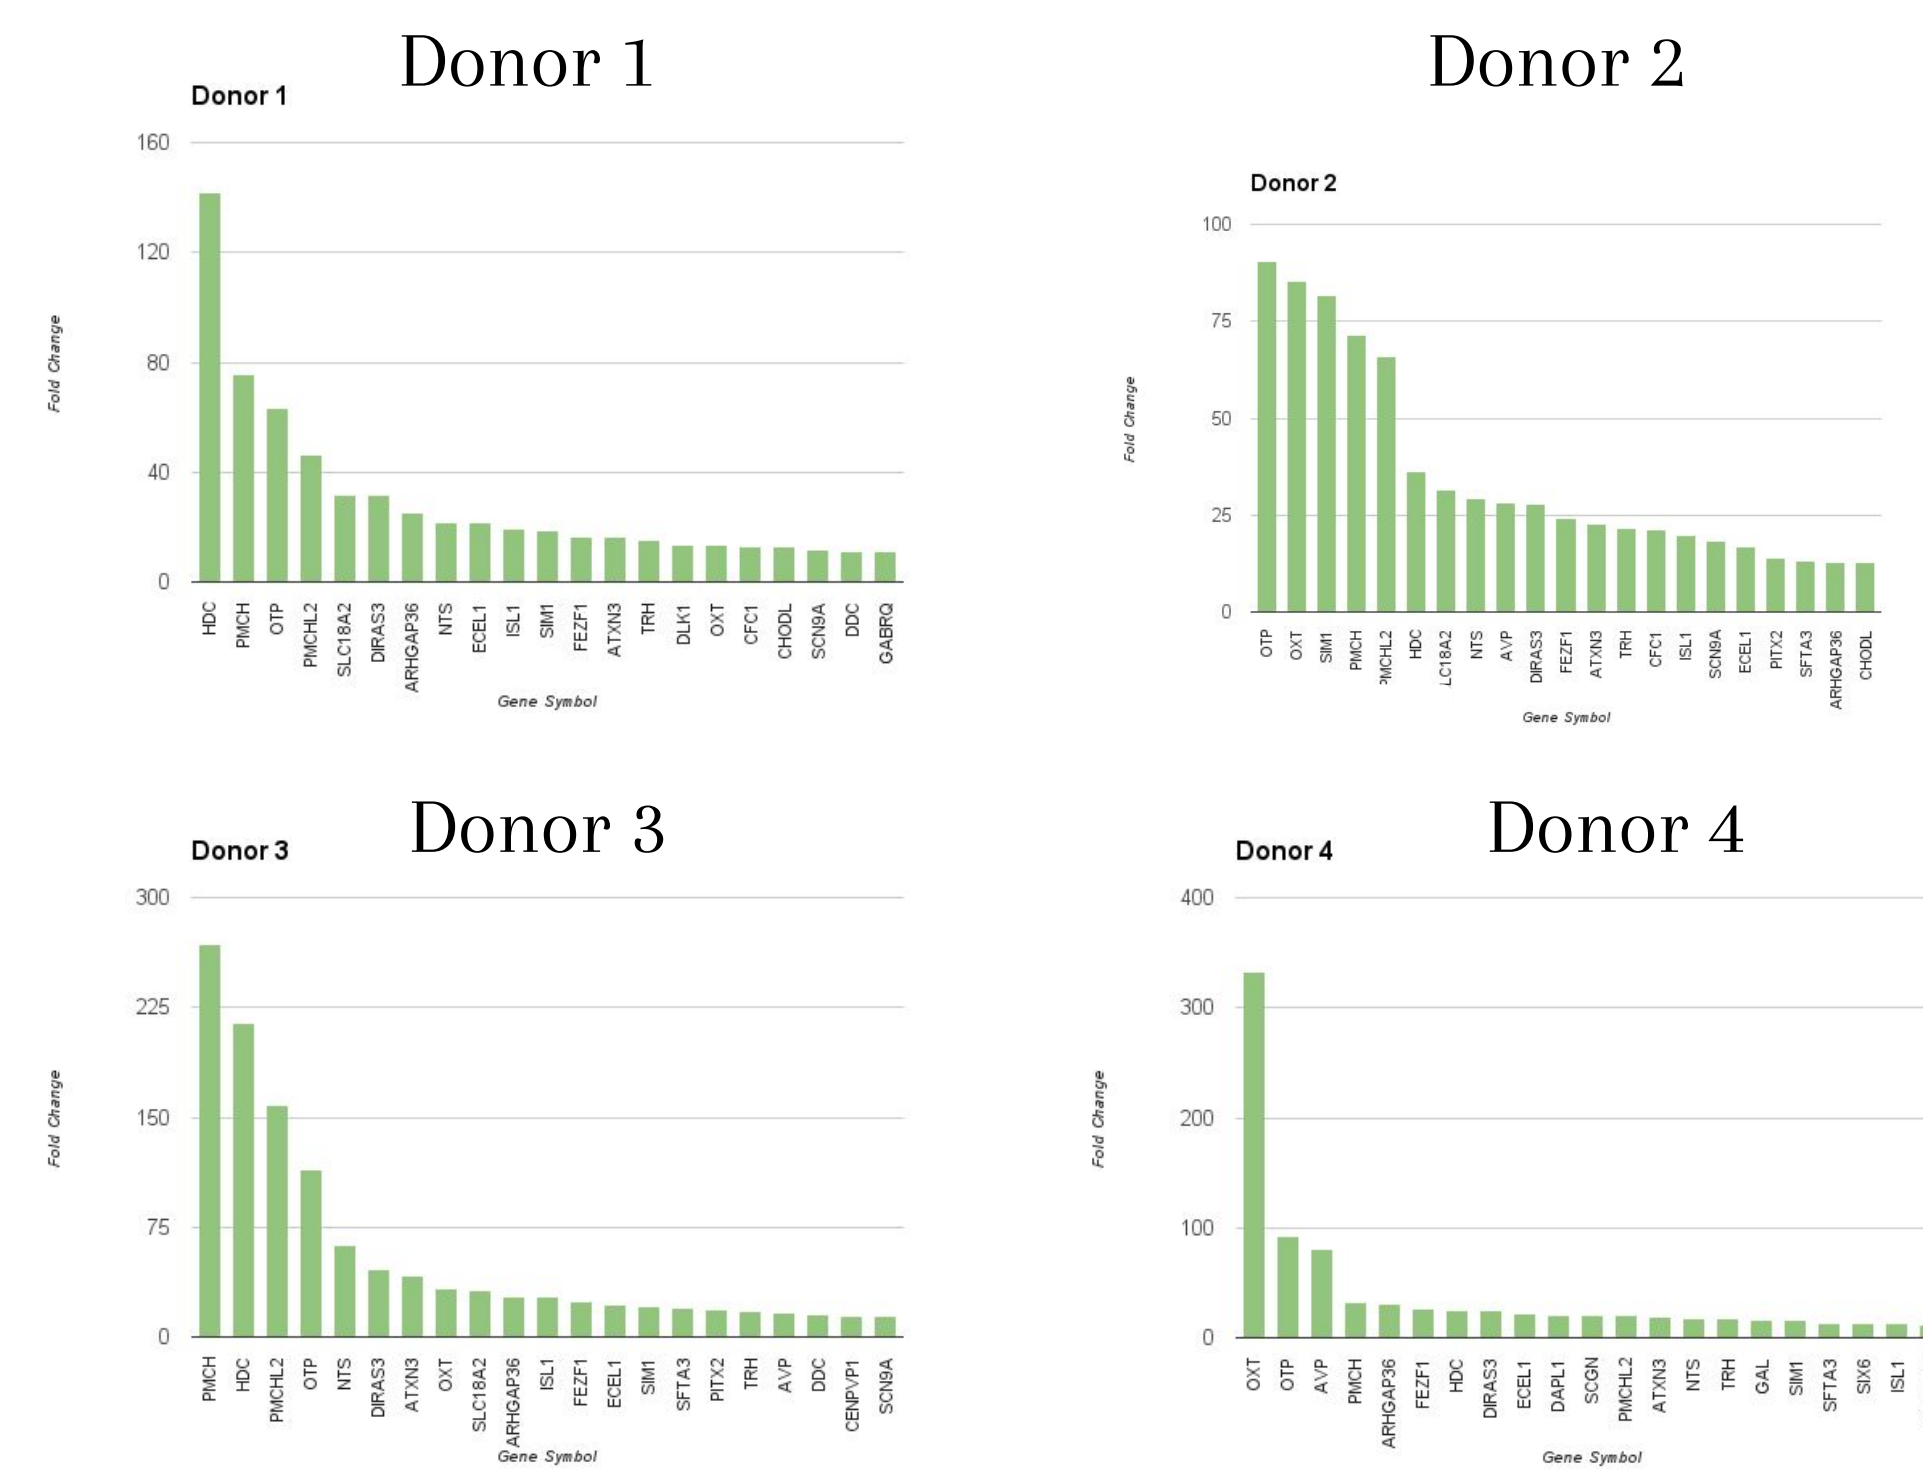 Donor 1
Donor 1
160
120
80
40
0
Fold Change
HDC
PMCH
OTP
PMCHL2
SLC18A2
DIRAS3
ARHGAP36
NTS
ECEL1
ISL1
SIM1
FEZF1
ATXN3
TRH
DLK1
OXT
CFC1
CHODL
SCN9A
DDC
GABRQ
Gene Symbol
Donor 2
Donor 2
100
75
50
25
0
Fold Change
OTP
OXT
SIM1
PMCH
PMCHL2
HDC
LC18A2
NTS
AVP
DIRAS3
FEZF1
ATXN3
TRH
CFC1
ISL1
SCN9A
ECEL1
PITX2
SFTA3
ARHGAP36
CHODL
Gene Symbol
Donor 3
Donor 3
300
225
150
75
0
Fold Change
PMCH
HDC
PMCHL2
OTP
NTS
DIRAS3
ATXN3
OXT
SLC18A2
ARHGAP36
ISL1
FEZF1
ECEL1
SIM1
SFTA3
PITX2
TRH
AVP
DDC
CENPVP1
SCN9A
Gene Symbol
Donor 4
Donor 4
400
300
200
100
0
Fold Change
OXT
OTP
AVP
PMCH
ARHGAP36
FEZF1
HDC
DIRAS3
ECEL1
DAPL1
SCGN
PMCHL2
ATXN3
NTS
TRH
GAL
SIM1
SFTA3
SIX6
ISL1
Gene Symbol